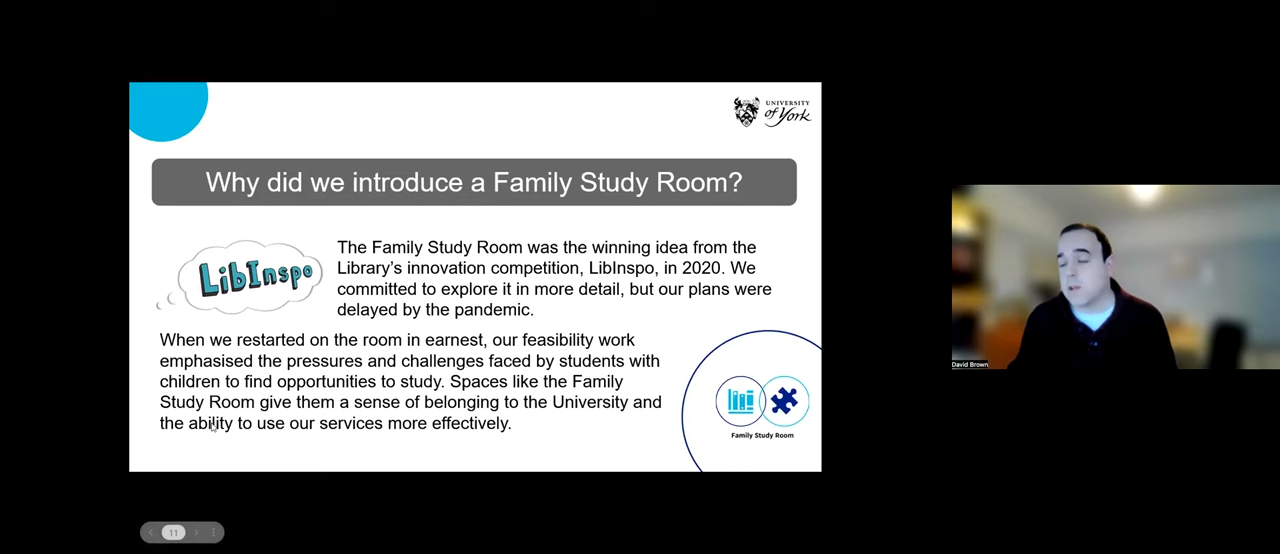 UNIVERSITY
of York
Why did we introduce a Family Study Room?
LibInspo
The Family Study Room was the winning idea from the
Library’s innovation competition, LibInspo, in 2020. We
committed to explore it in more detail, but our plans were
delayed by the pandemic.
When we restarted on the room in earnest, our feasibility work
emphasised the pressures and challenges faced by students with
children to find opportunities to study. Spaces like the Family
Study Room give them a sense of belonging to the University and
the ability to use our services more effectively.
Family Study Room
David Brown
11